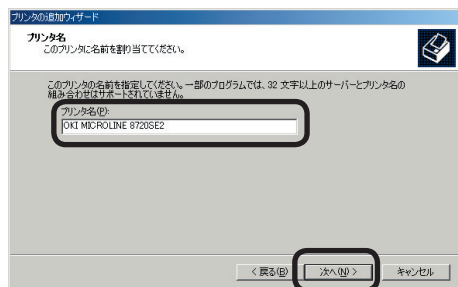 プリンタの追加ウィザード
プリンタ名
このプリンタに名前を割り当ててください。
このプリンタの名前を指定してください。一部のプログラムでは、32 文字以上のサーバーとプリンタ名の
組み合わせはサポートされていません。
プリンタ名(P):
OKI MICROLINE 8720SE2
< 戻る(B)
次へ(N) >
キャンセル